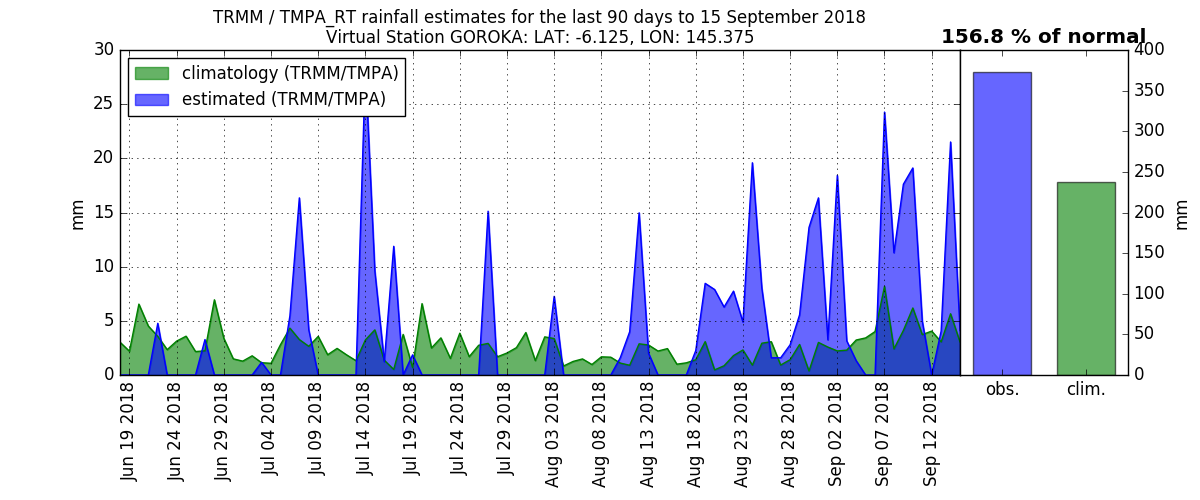 TRMM / TMPA_RT rainfall estimates for the last 90 days to 15 September 2018
Virtual Station GOROKA: LAT: -6.125, LON: 145.375
156.8 % of normal
climatology (TRMM/TMPA)
estimated (TRMM/TMPA)
30
25
20
15
10
5
0
mm
400
350
300
250
200
150
100
50
0
mm
Jun 19 2018
Jun 24 2018
Jun 29 2018
Jul 04 2018
Jul 09 2018
Jul 14 2018
Jul 19 2018
Jul 24 2018
Jul 29 2018
Aug 03 2018
Aug 08 2018
Aug 13 2018
Aug 18 2018
Aug 23 2018
Aug 28 2018
Sep 02 2018
Sep 07 2018
Sep 12 2018
obs.
clim.